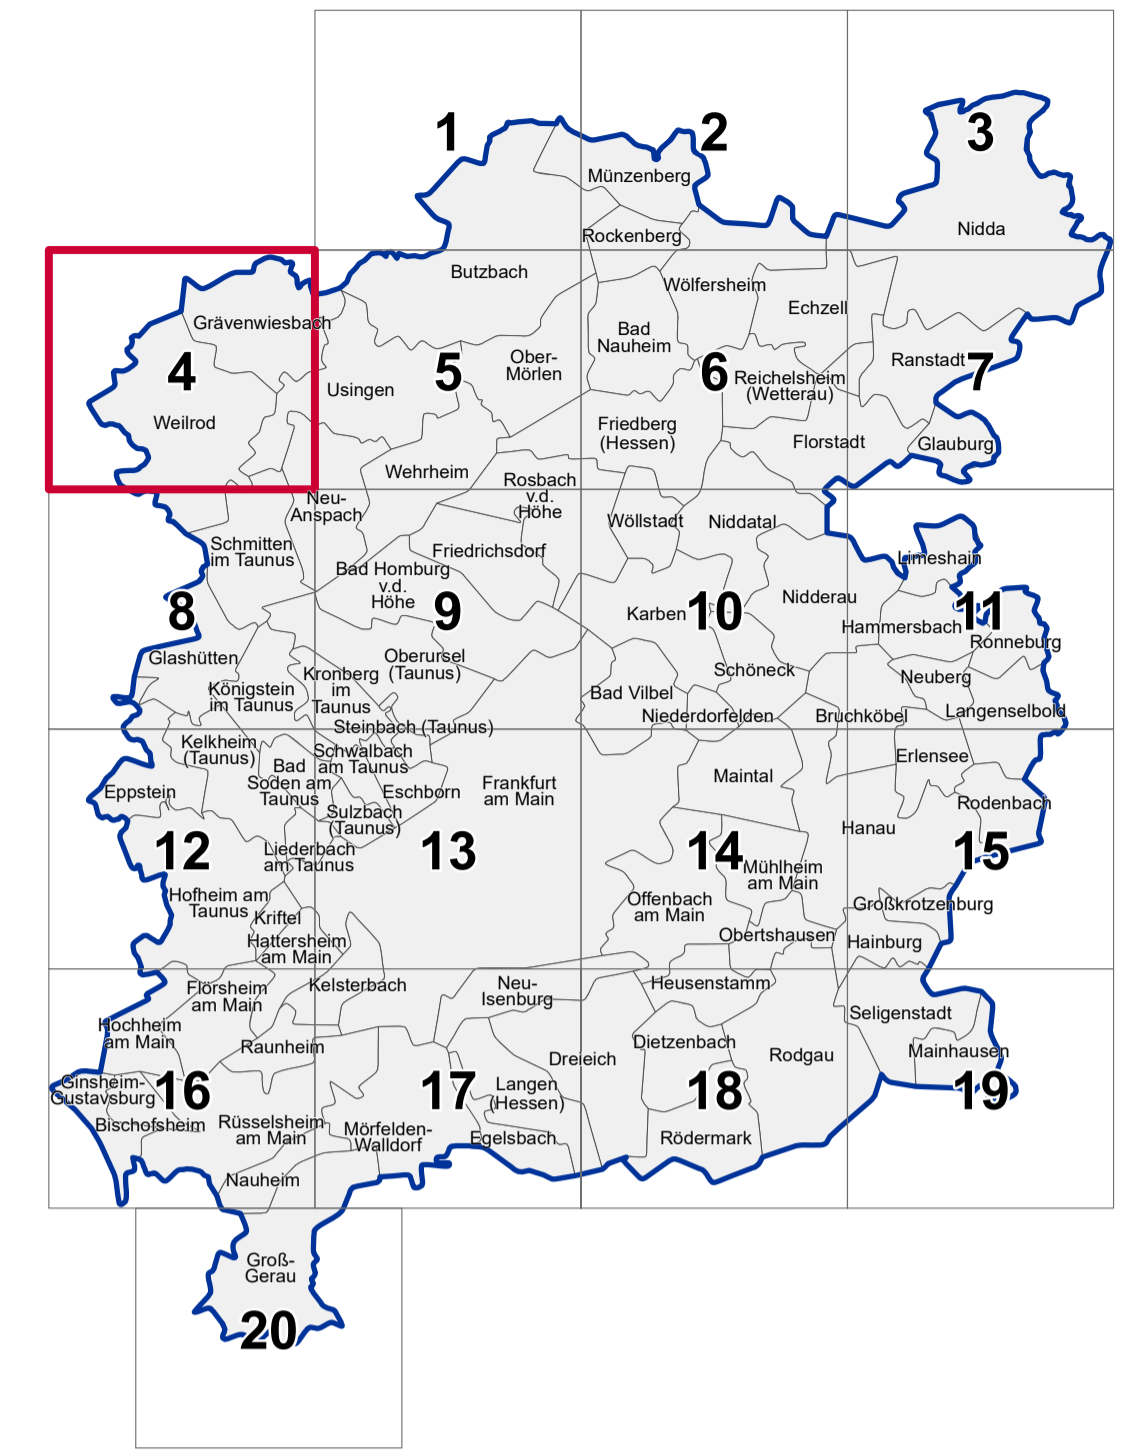 1
2
3
Münzenberg
Nidda
Rockenberg
Butzbach
Wölfersheim
Echzell
Grävenwiesbach
Bad
Nauheim
Ober-
Mörlen
Ranstadt
4
5
6
7
Reichelsheim
(Wetterau)
Usingen
Weilrod
Friedberg
(Hessen)
Florstadt
Glauburg
Wehrheim
Rosbach
v.d.
Höhe
Neu-
Anspach
Wöllstadt
Niddatal
Schmitten
im Taunus
Friedrichsdorf
Limeshain
Bad Homburg
v.d.
Höhe
8
9
10
11
Nidderau
Karben
Hammersbach
Ronneburg
Glashütten
Oberursel
(Taunus)
Schöneck
Neuberg
Kronberg
im
Taunus
Königstein
im Taunus
Bad Vilbel
Niederdorfelden
Bruchköbel
Langenselbold
Steinbach (Taunus)
Kelkheim
(Taunus)
Schwalbach
am Taunus
Erlensee
Bad
Soden am
Taunus
Maintal
Eppstein
Eschborn
Frankfurt
am Main
Rodenbach
Sulzbach
(Taunus)
Hanau
12
13
14
15
Liederbach
am Taunus
Mühlheim
am Main
Hofheim am
Taunus
Offenbach
am Main
Großkrotzenburg
Kriftel
Hattersheim
am Main
Obertshausen
Hainburg
Flörsheim
am Main
Kelsterbach
Neu-
Isenburg
Heusenstamm
Seligenstadt
Hochheim
am Main
Raunheim
Dreieich
Dietzenbach
Rodgau
Mainhausen
Ginsheim-
Gustavsburg
16
17
18
19
Langen
(Hessen)
Bischofsheim
Rüsselsheim
am Main
Mörfelden-
Walldorf
Egelsbach
Rödermark
Nauheim
Groß-
Gerau
20